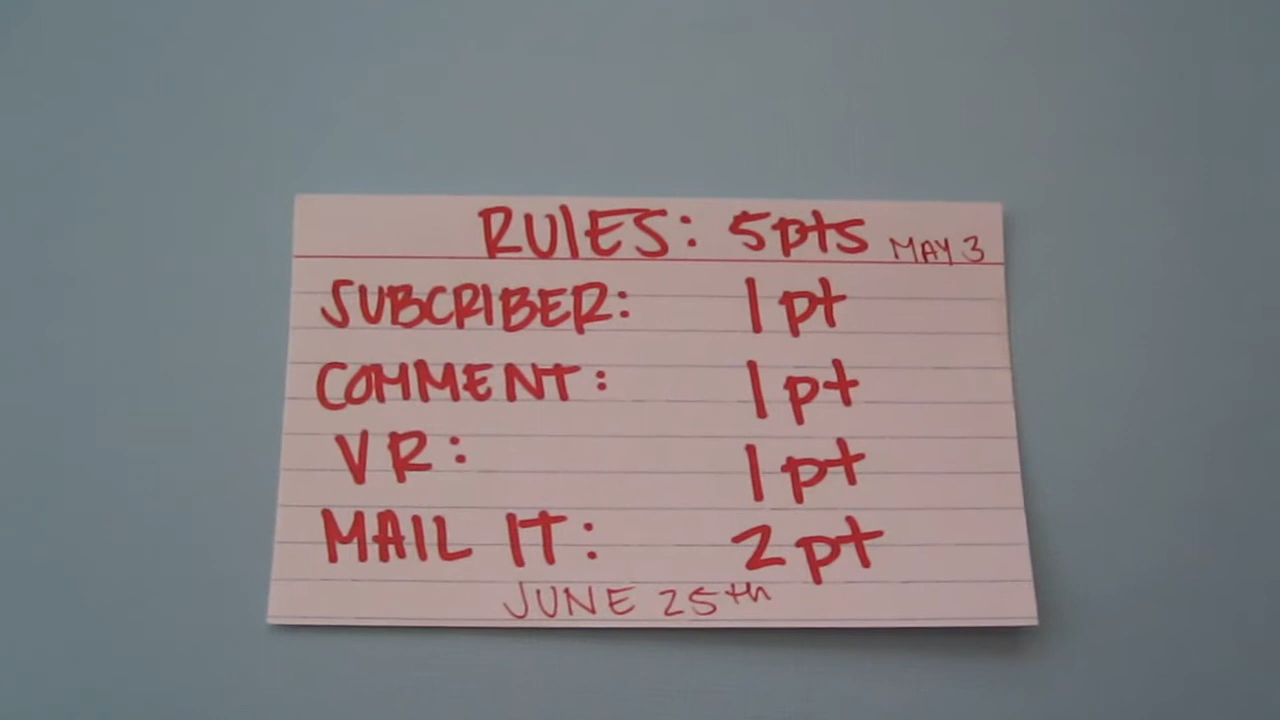 RULES: 5pts MAY 3
SUBCRIBER: 1pt
COMMENT: 1pt
VR: 1pt
MAIL IT: 2pt
JUNE 25th